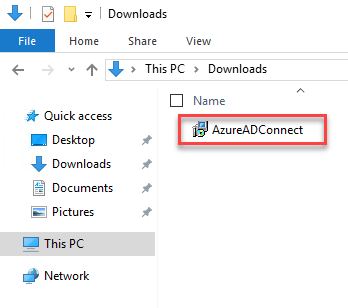 Downloads
File
Home
Share
View
This PC
Downloads
Name
Quick access
AzureADConnect
Desktop
Downloads
Documents
Pictures
This PC
Network